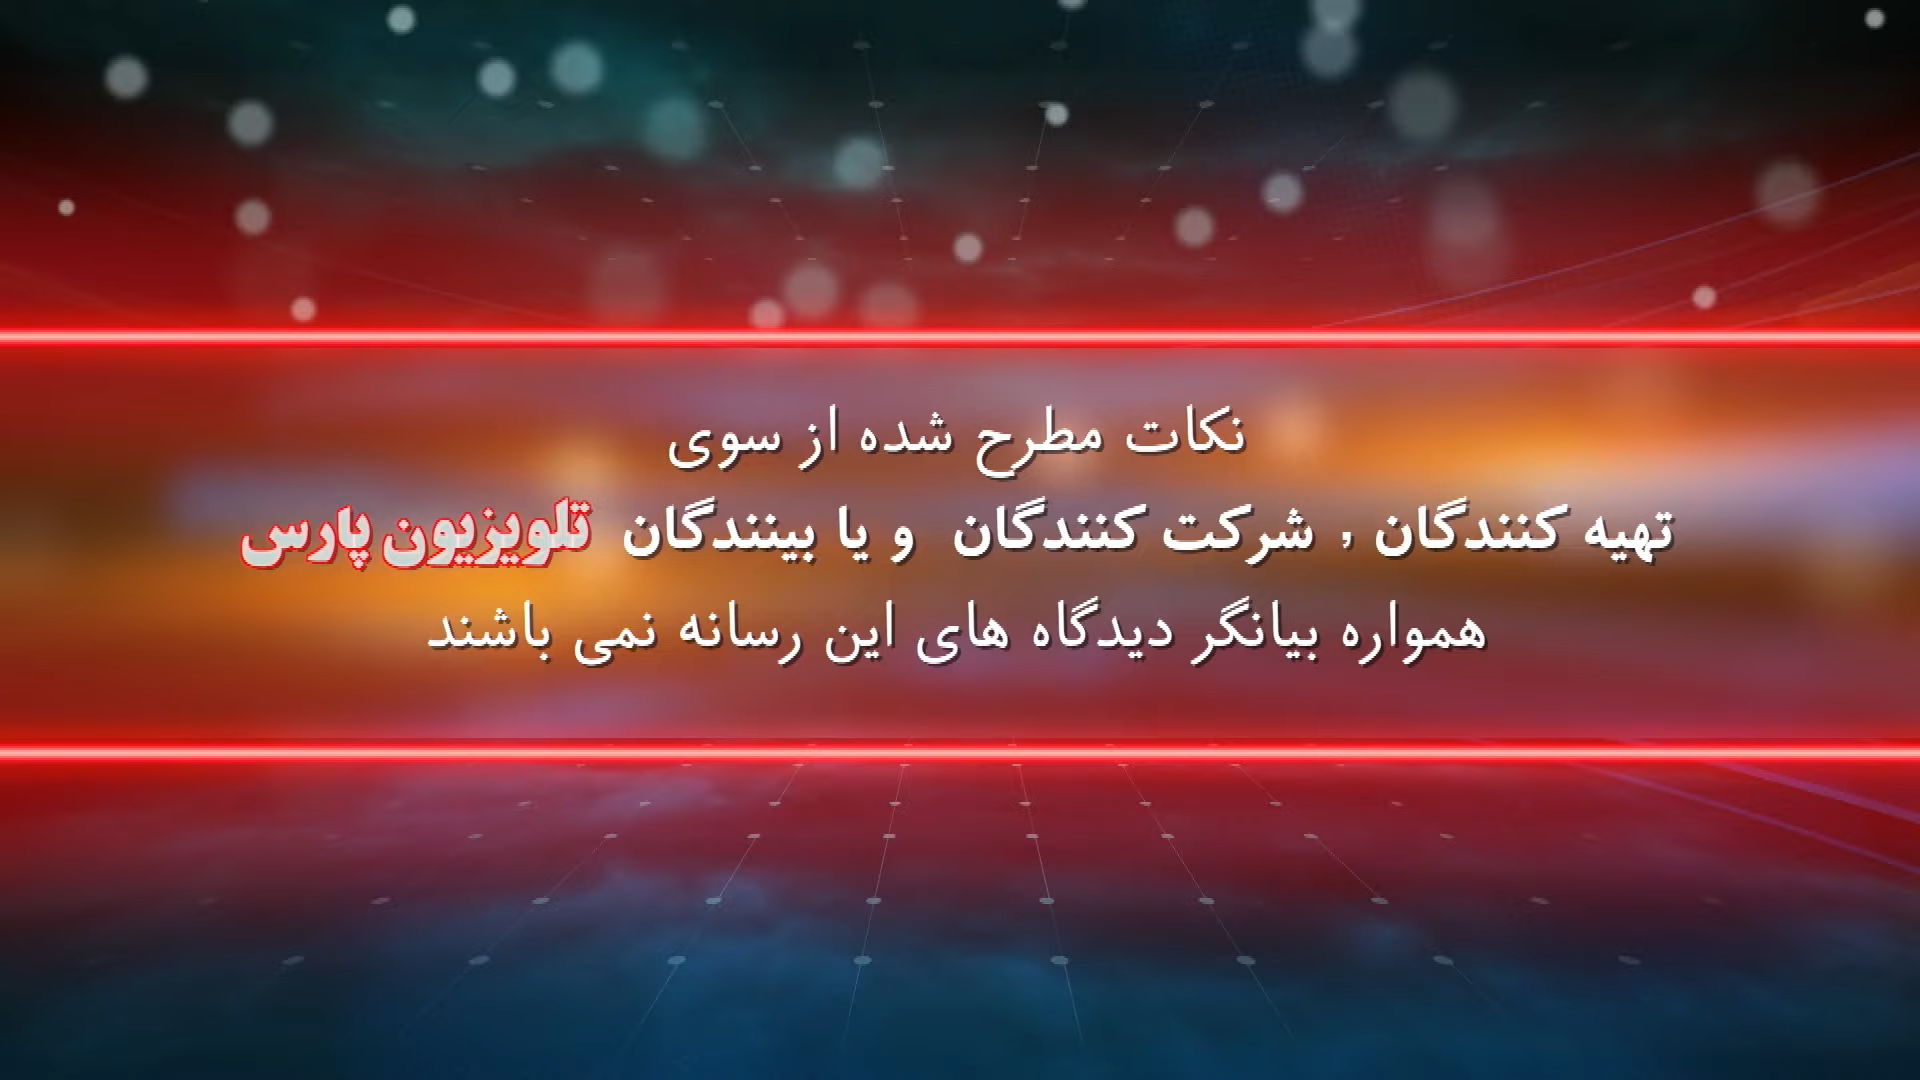 نکات مطرح شده از سوی
تهیه کنندگان , شرکت کنندگان و یا بینندگان تلویزیون پارس
همواره بیانگر دیدگاه های این رسانه نمی باشند